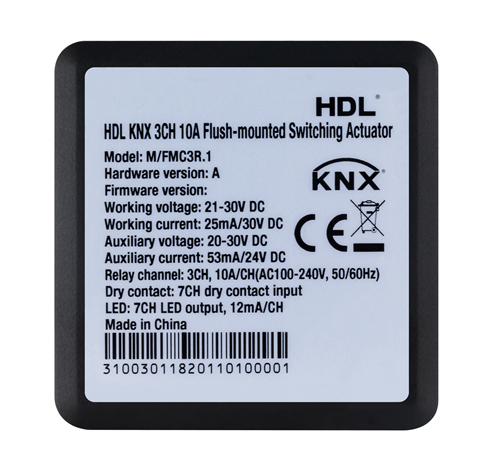 HDL®
HDL KNX 3CH 10A Flush-mounted Switching Actuator
Model: M/FMC3R.1
Hardware version: A
Firmware version:
Working voltage: 21-30V DC
Working current: 25mA/30V DC
Auxiliary voltage: 20-30V DC
Auxiliary current: 53mA/24V DC
Relay channel: 3CH, 10A/CH(AC100-240V, 50/60Hz)
Dry contact: 7CH dry contact input
LED: 7CH LED output, 12mA/CH
Made in China
KNX®
CE
31003011820110100001